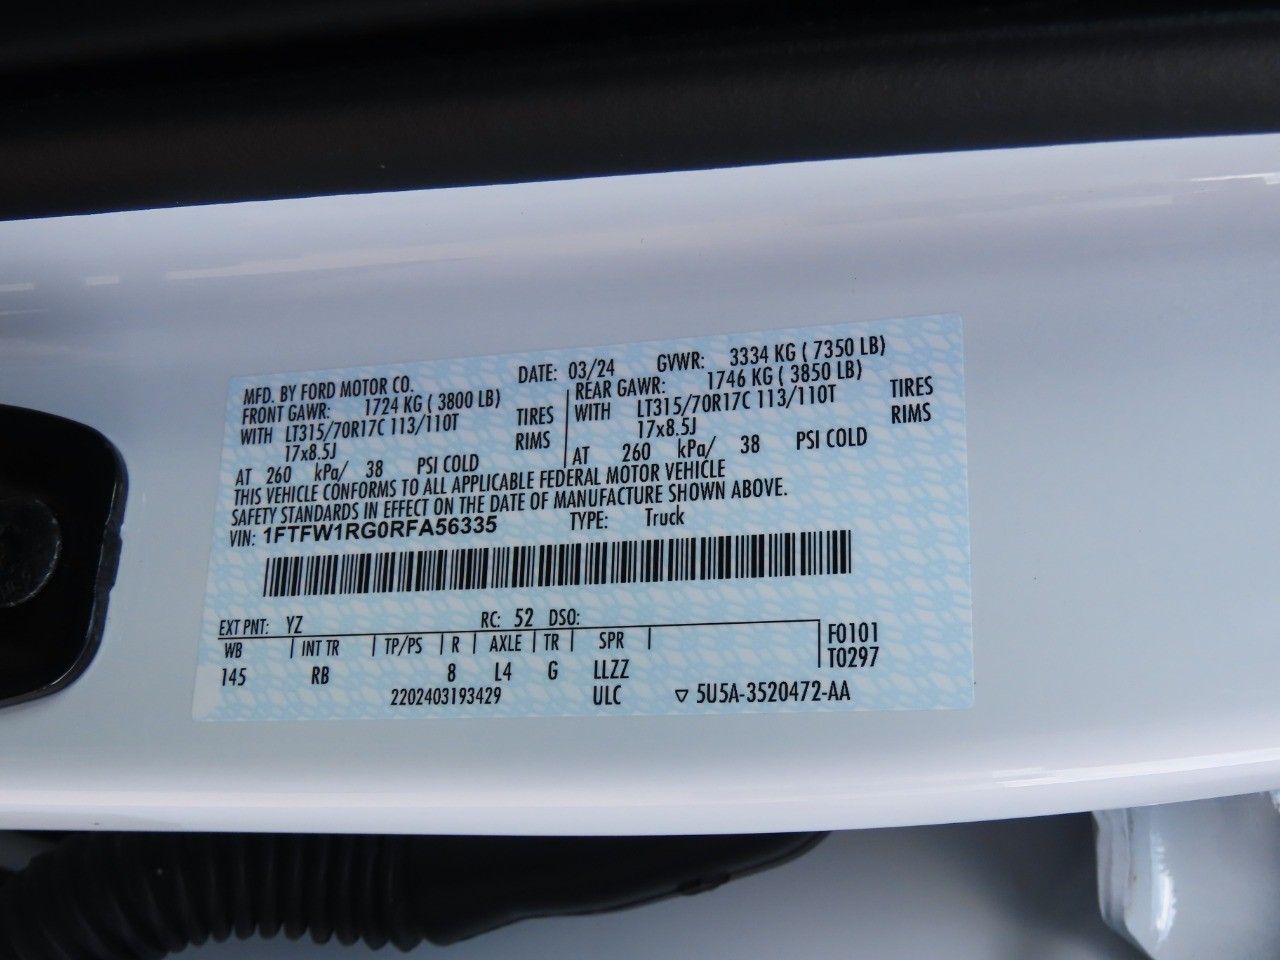 MFD. BY FORD MOTOR CO. DATE: 03/24 GVWR: 3334 KG ( 7350 LB)
FRONT GAWR: 1724 KG ( 3800 LB) REAR GAWR: 1746 KG ( 3850 LB)
WITH LT315/70R17C 113/110T TIRES WITH LT315/70R17C 113/110T TIRES
17x8.5J RIMS 17x8.5J RIMS
AT 260 kPa/ 38 PSI COLD AT 260 kPa/ 38 PSI COLD
THIS VEHICLE CONFORMS TO ALL APPLICABLE FEDERAL MOTOR VEHICLE
SAFETY STANDARDS IN EFFECT ON THE DATE OF MANUFACTURE SHOWN ABOVE.
VIN: 1FTFW1RG0RFA56335 TYPE: Truck
EXT PNT: YZ RC: 52 DSO:
WB INT TR TP/PS R AXLE TR SPR F0101
145 RB 8 L4 G LLZZ T0297
2202403193429 ULC ▽ 5U5A-3520472-AA